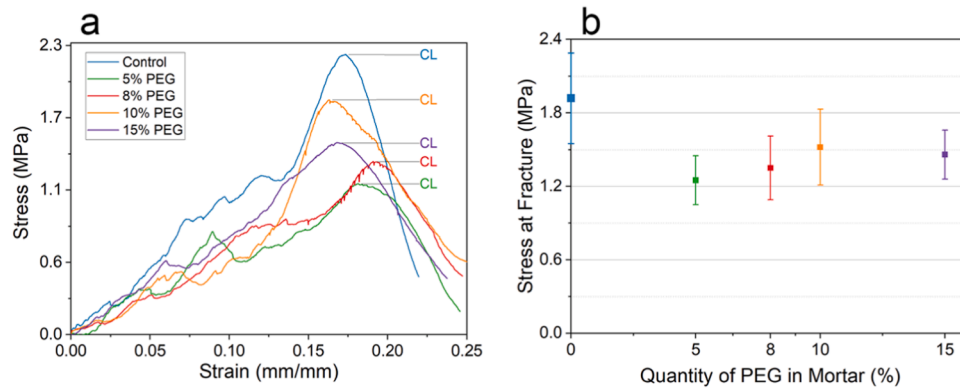 a
2.3
1.7
1.1
0.6
0.0
Stress (MPa)
Control
5% PEG
8% PEG
10% PEG
15% PEG
CL
CL
CL
CL
CL
0.00 0.05 0.10 0.15 0.20 0.25
Strain (mm/mm)
b
2.4
1.8
1.2
0.6
0.0
Stress at Fracture (MPa)
0 5 8 10 15
Quantity of PEG in Mortar (%)